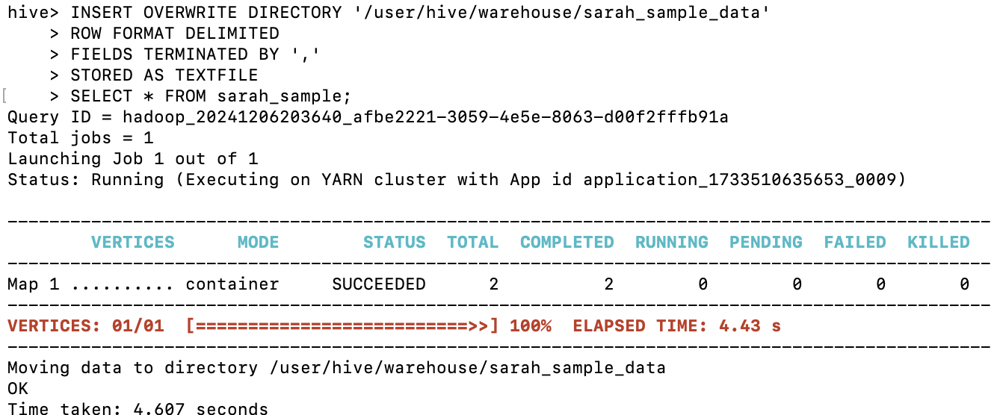 hive> INSERT OVERWRITE DIRECTORY '/user/hive/warehouse/sarah_sample_data'
    > ROW FORMAT DELIMITED
    > FIELDS TERMINATED BY ','
    > STORED AS TEXTFILE
[    > SELECT * FROM sarah_sample;
Query ID = hadoop_20241206203640_afbe2221-3059-4e5e-8063-d00f2fffb91a
Total jobs = 1
Launching Job 1 out of 1
Status: Running (Executing on YARN cluster with App id application_1733510635653_0009)
----------------------------------------------------------------------------------------------
        VERTICES      MODE        STATUS  TOTAL  COMPLETED  RUNNING  PENDING  FAILED  KILLED
----------------------------------------------------------------------------------------------
Map 1 .......... container     SUCCEEDED      2          2        0        0       0       0
----------------------------------------------------------------------------------------------
VERTICES: 01/01  [==========================>>] 100%  ELAPSED TIME: 4.43 s
----------------------------------------------------------------------------------------------
Moving data to directory /user/hive/warehouse/sarah_sample_data
OK
Time taken: 4.607 seconds